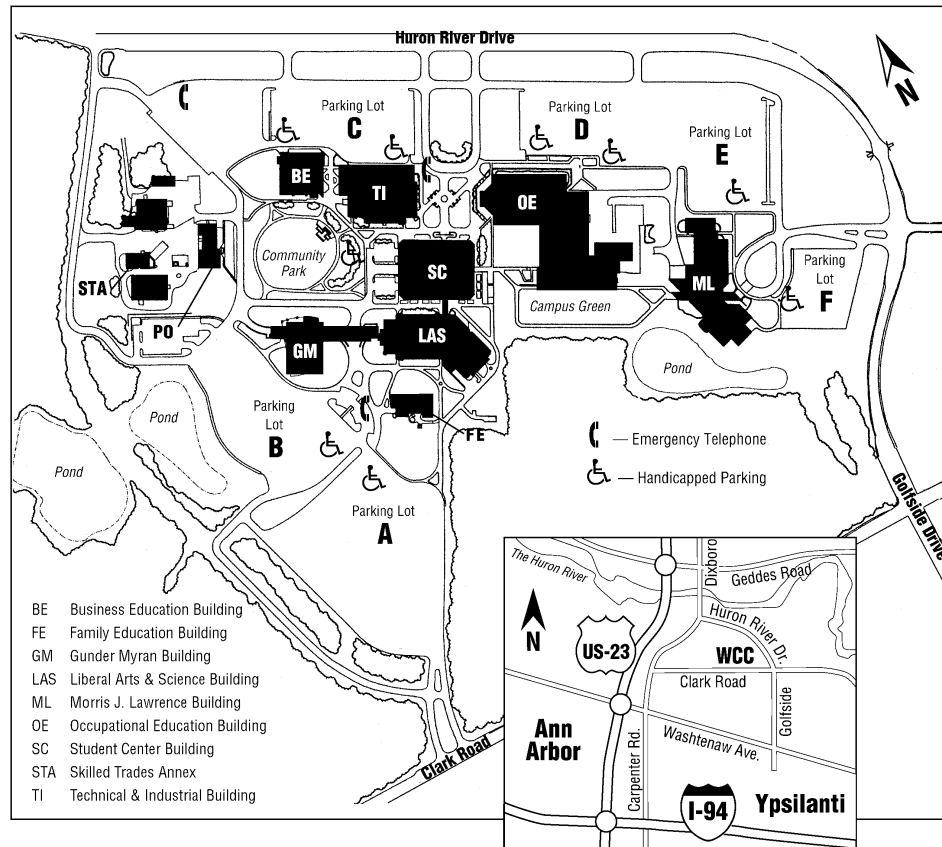 Huron River Drive
N
Parking Lot
C
Parking Lot
D
Parking Lot
E
BE
TI
OE
Community
Park
SC
ML
Parking
Lot
F
STA
PO
Campus Green
GM
LAS
Pond
Pond
Pond
Parking
Lot
B
FE
— Emergency Telephone
— Handicapped Parking
Parking Lot
A
Golfside Drive
Clark Road
BE Business Education Building
FE Family Education Building
GM Gunder Myran Building
LAS Liberal Arts & Science Building
ML Morris J. Lawrence Building
OE Occupational Education Building
SC Student Center Building
STA Skilled Trades Annex
TI Technical & Industrial Building
The Huron River
Dixboro
Geddes Road
N
US-23
Huron River Dr.
WCC
Clark Road
Golfside
Ann
Arbor
Carpenter Rd.
Washtenaw Ave.
I-94
Ypsilanti